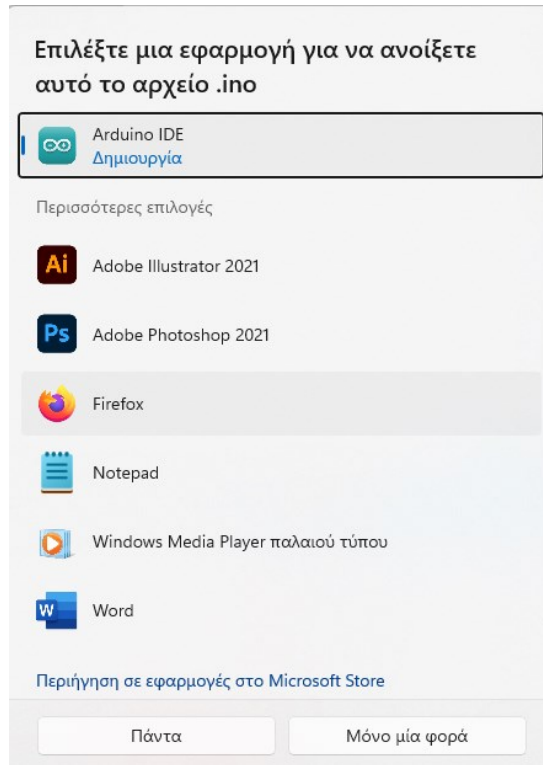 Επιλέξτε μια εφαρμογή για να ανοίξετε
αυτό το αρχείο .ino
Arduino IDE
Δημιουργία
Περισσότερες επιλογές
Ai
Adobe Illustrator 2021
Ps
Adobe Photoshop 2021
Firefox
Notepad
Windows Media Player παλαιού τύπου
W
Word
Περιήγηση σε εφαρμογές στο Microsoft Store
Πάντα
Μόνο μία φορά